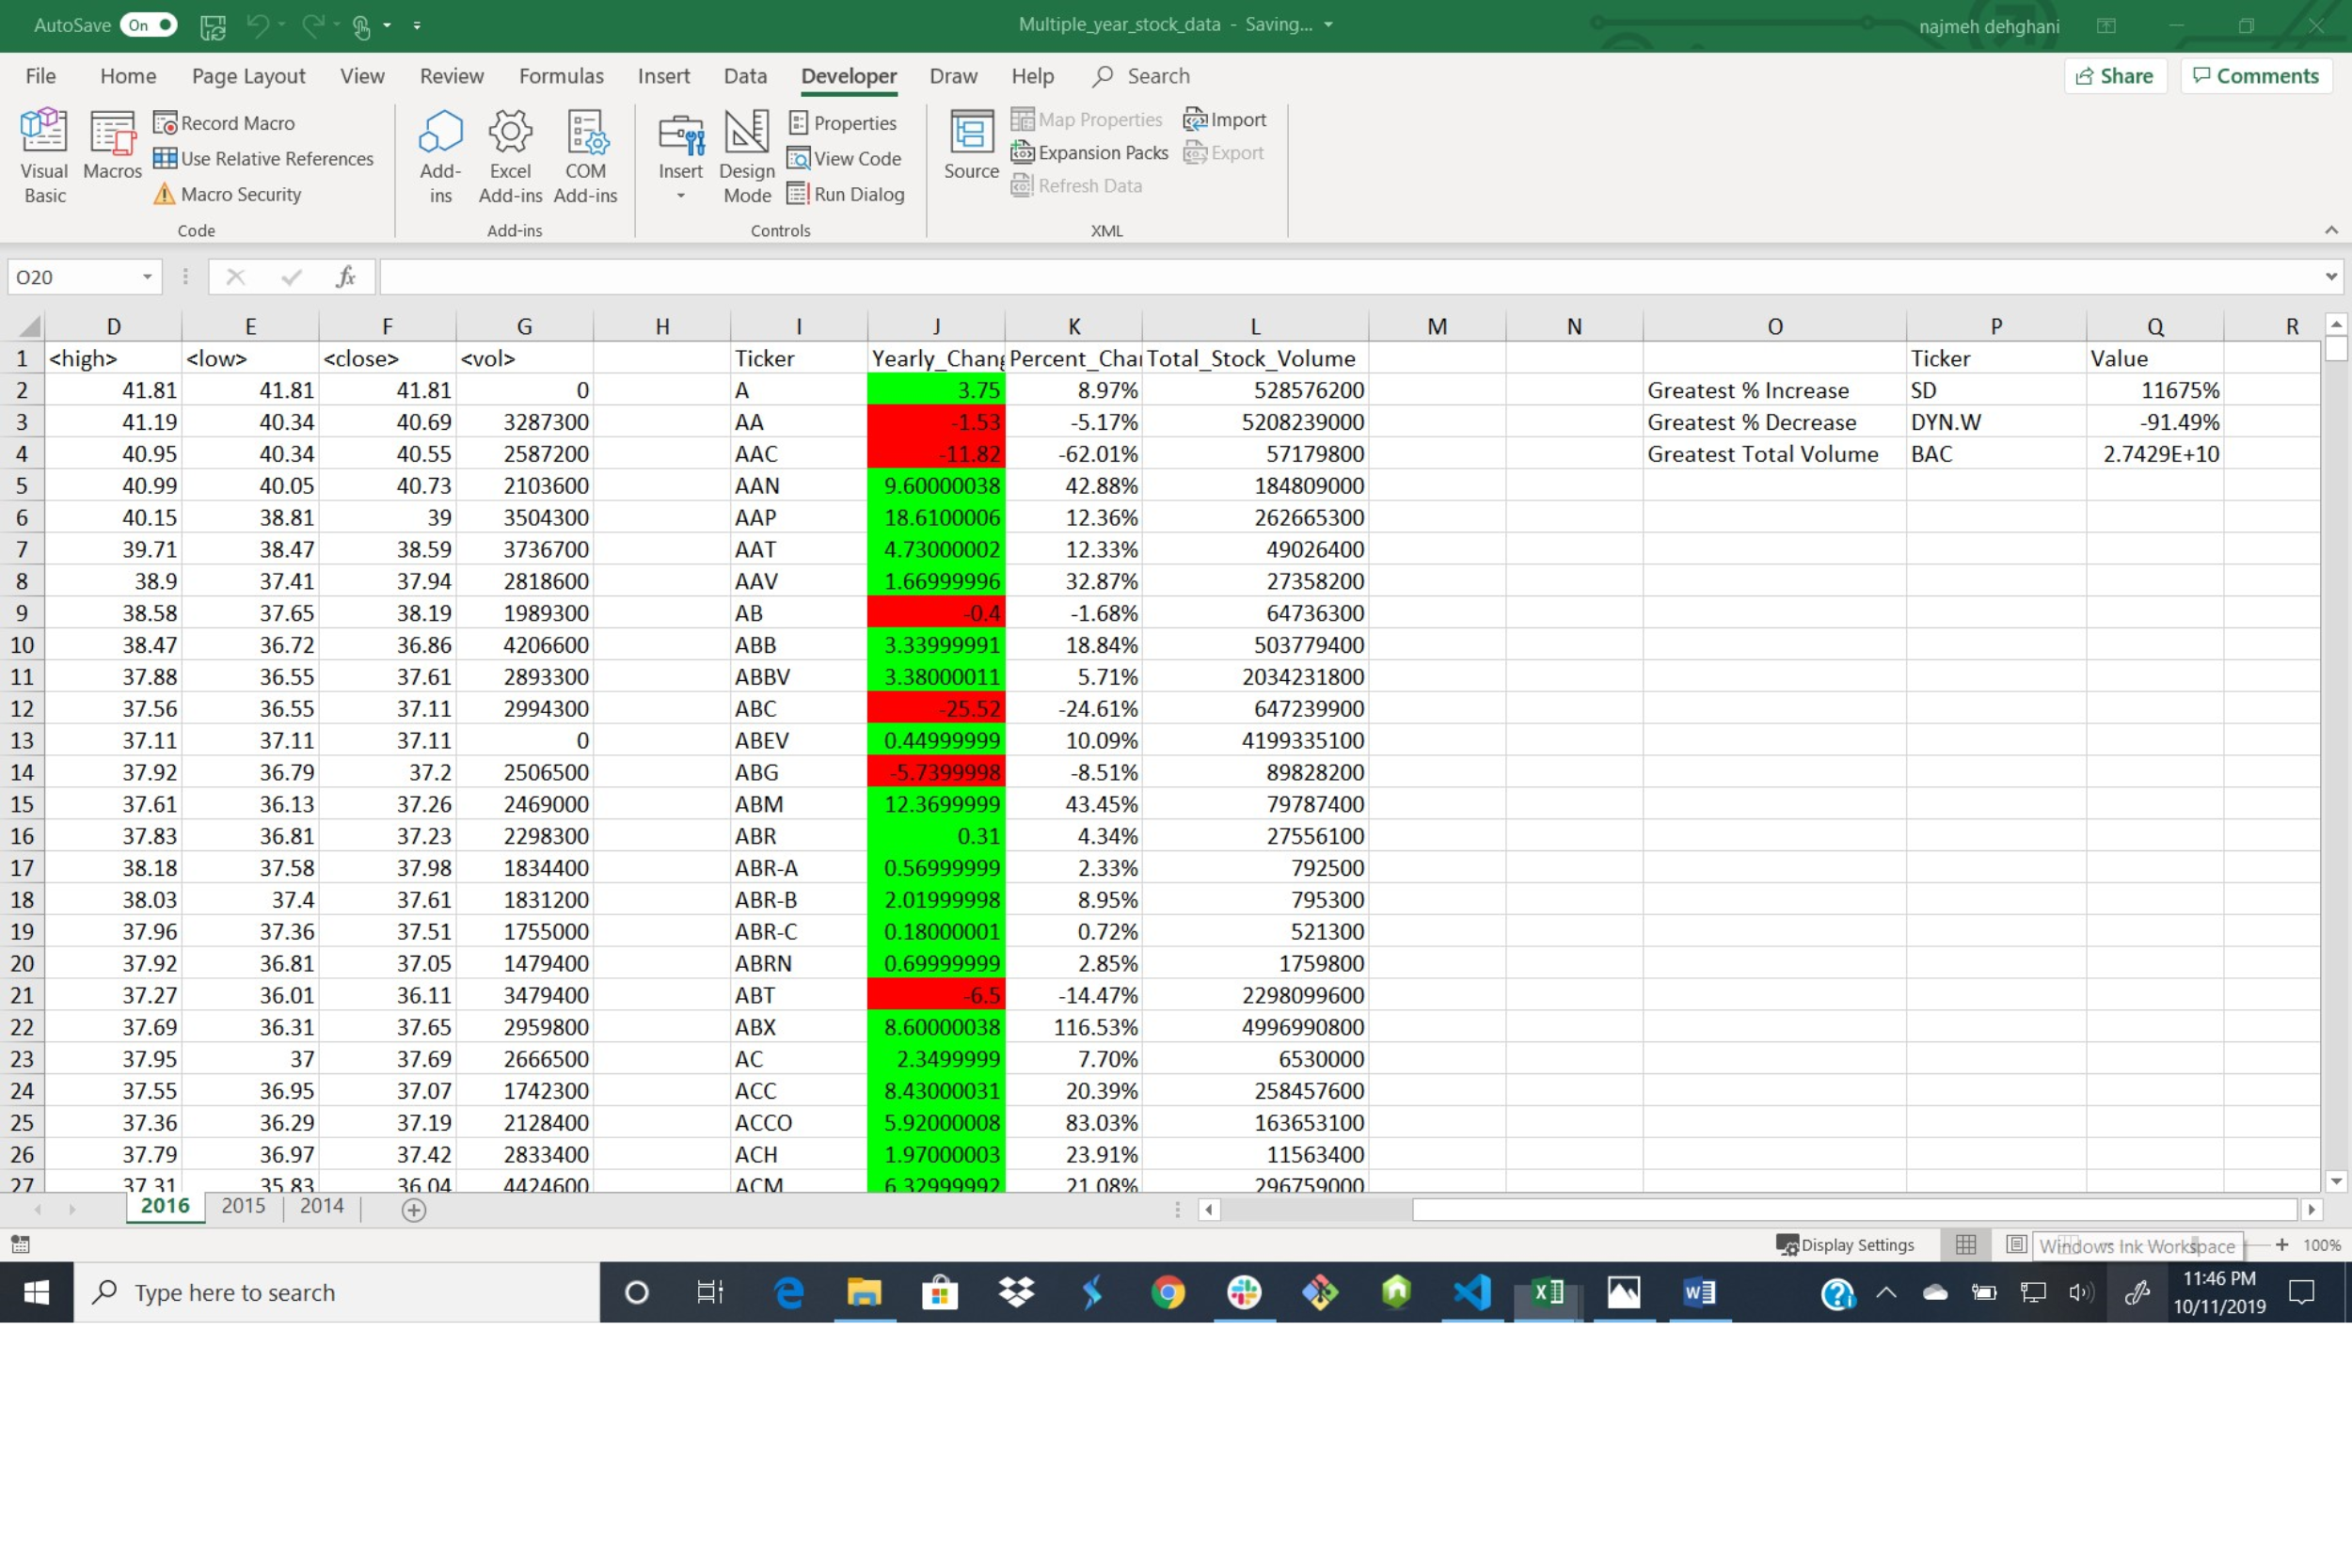 AutoSave On Multiple_year_stock_data - Saving... najmeh dehghani
File Home Page Layout View Review Formulas Insert Data Developer Draw Help Search Share Comments
Visual Basic Macros Record Macro Use Relative References Macro Security Add-ins Excel Add-ins COM Add-ins Insert Design Mode Properties View Code Run Dialog Source Map Properties Expansion Packs Refresh Data Import Export
Code Add-ins Controls XML
O20 fx
D E F G H I J K L M N O P Q R
1 <high> <low> <close> <vol> Ticker Yearly_Chang Percent_Chai Total_Stock_Volume Ticker Value
2 41.81 41.81 41.81 0 A 3.75 8.97% 528576200 Greatest % Increase SD 11675%
3 41.19 40.34 40.69 3287300 AA -1.53 -5.17% 5208239000 Greatest % Decrease DYN.W -91.49%
4 40.95 40.34 40.55 2587200 AAC -11.82 -62.01% 57179800 Greatest Total Volume BAC 2.7429E+10
5 40.99 40.05 40.73 2103600 AAN 9.60000038 42.88% 184809000
6 40.15 38.81 39 3504300 AAP 18.6100006 12.36% 262665300
7 39.71 38.47 38.59 3736700 AAT 4.73000002 12.33% 49026400
8 38.9 37.41 37.94 2818600 AAV 1.66999996 32.87% 27358200
9 38.58 37.65 38.19 1989300 AB -0.4 -1.68% 64736300
10 38.47 36.72 36.86 4206600 ABB 3.33999991 18.84% 503779400
11 37.88 36.55 37.61 2893300 ABBV 3.38000011 5.71% 2034231800
12 37.56 36.55 37.11 2994300 ABC -25.52 -24.61% 647239900
13 37.11 37.11 37.11 0 ABEV 0.44999999 10.09% 4199335100
14 37.92 36.79 37.2 2506500 ABG -5.7399998 -8.51% 89828200
15 37.61 36.13 37.26 2469000 ABM 12.3699999 43.45% 79787400
16 37.83 36.81 37.23 2298300 ABR 0.31 4.34% 27556100
17 38.18 37.58 37.98 1834400 ABR-A 0.56999999 2.33% 792500
18 38.03 37.4 37.61 1831200 ABR-B 2.01999998 8.95% 795300
19 37.96 37.36 37.51 1755000 ABR-C 0.18000001 0.72% 521300
20 37.92 36.81 37.05 1479400 ABRN 0.69999999 2.85% 1759800
21 37.27 36.01 36.11 3479400 ABT -6.5 -14.47% 2298099600
22 37.69 36.31 37.65 2959800 ABX 8.60000038 116.53% 4996990800
23 37.95 37 37.69 2666500 AC 2.3499999 7.70% 6530000
24 37.55 36.95 37.07 1742300 ACC 8.43000031 20.39% 258457600
25 37.36 36.29 37.19 2128400 ACCO 5.92000008 83.03% 163653100
26 37.79 36.97 37.42 2833400 ACH 1.97000003 23.91% 11563400
27 37.31 35.83 36.04 4424600 ACM 6.32999992 21.08% 296759000
2016 2015 2014
Display Settings Windows Ink Workspace 100%
Type here to search 11:46 PM
10/11/2019